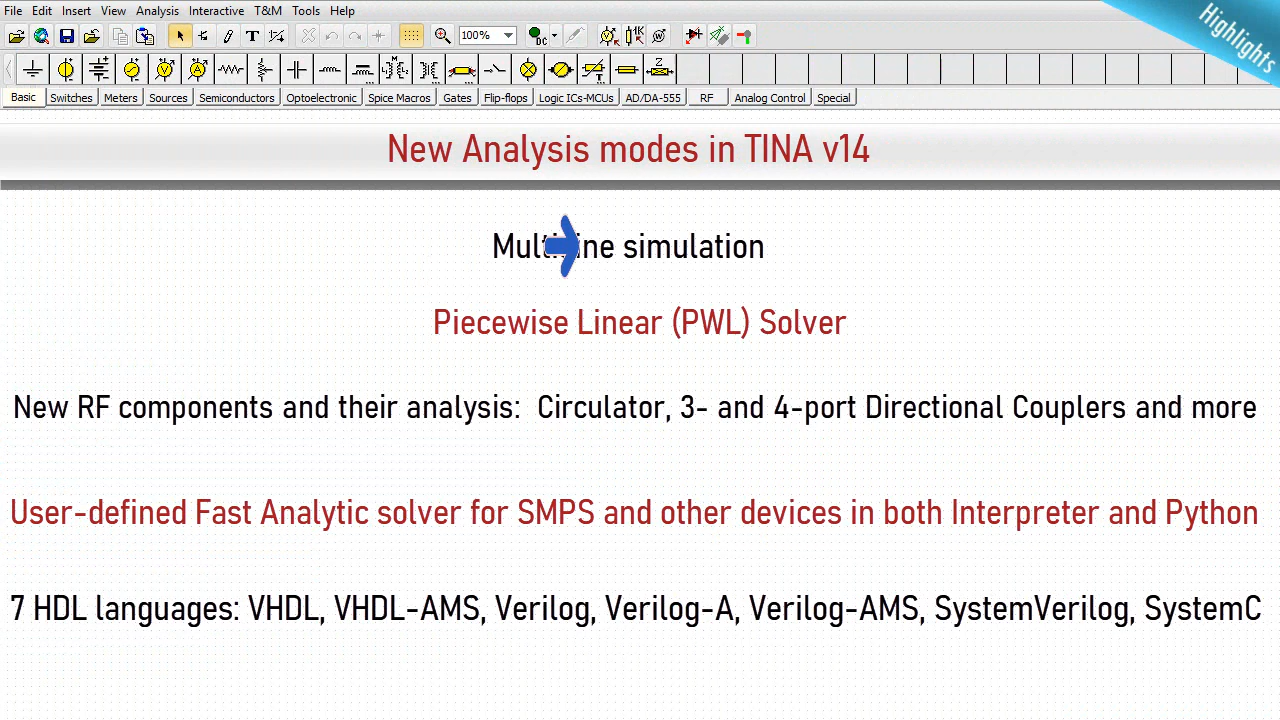 File Edit Insert View Analysis Interactive T&M Tools Help
Highlights
100% DC
Basic Switches Meters Sources Semiconductors Optoelectronic Spice Macros Gates Flip-flops Logic ICs-MCUs AD/DA-555 RF Analog Control Special
New Analysis modes in TINA v14
simulation
Piecewise Linear (PWL) Solver
New RF components and their analysis: Circulator, 3- and 4-port Directional Couplers and more
User-defined Fast Analytic solver for SMPS and other devices in both Interpreter and Python
7 HDL languages: VHDL, VHDL-AMS, Verilog, Verilog-A, Verilog-AMS, SystemVerilog, SystemC